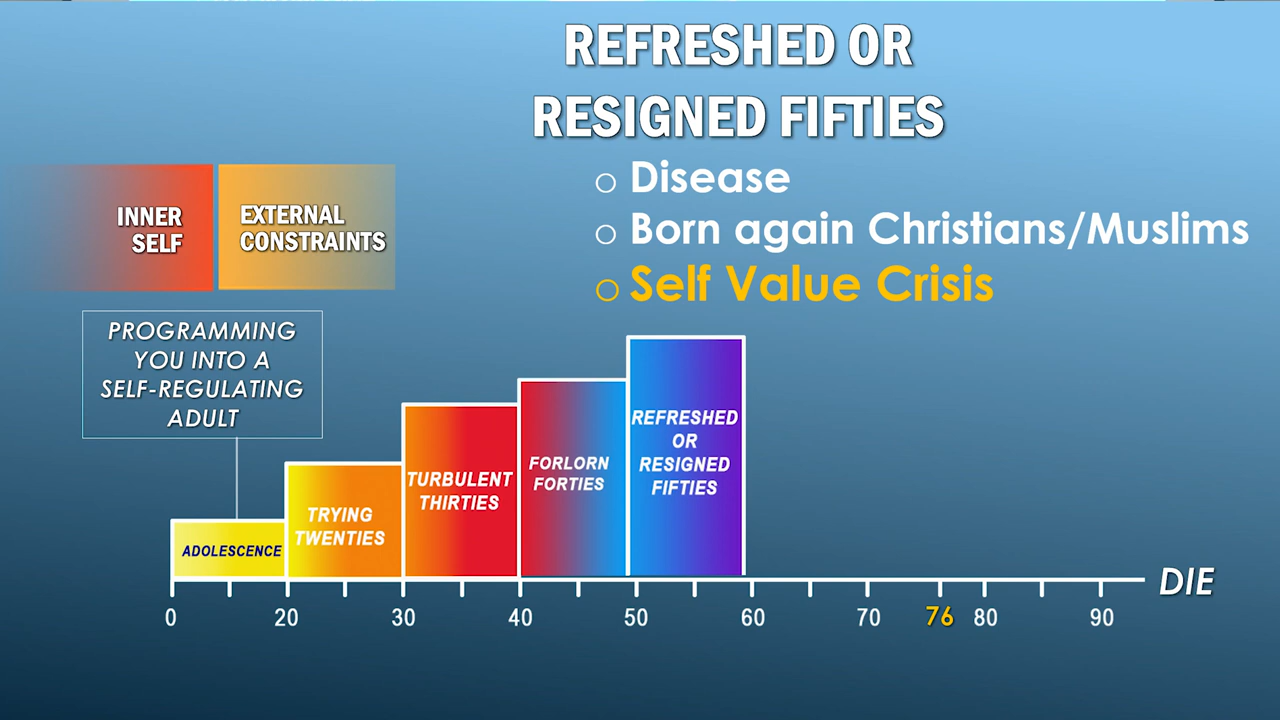 REFRESHED OR
RESIGNED FIFTIES
o Disease
o Born again Christians/Muslims
o Self Value Crisis
INNER
SELF
EXTERNAL
CONSTRAINTS
PROGRAMMING
YOU INTO A
SELF-REGULATING
ADULT
ADOLESCENCE
TRYING
TWENTIES
TURBULENT
THIRTIES
FORLORN
FORTIES
REFRESHED
OR
RESIGNED
FIFTIES
DIE
0 20 30 40 50 60 70 76 80 90